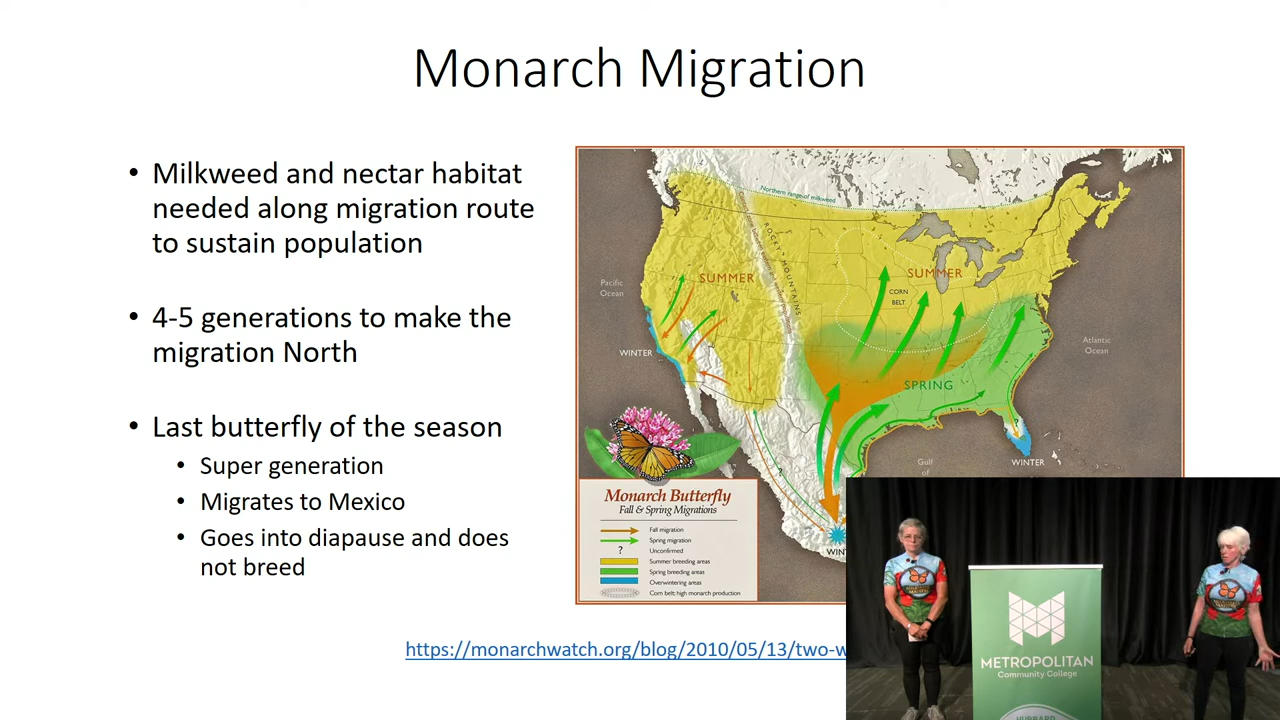 Monarch Migration
• Milkweed and nectar habitat
needed along migration route
to sustain population
• 4-5 generations to make the
migration North
• Last butterfly of the season
• Super generation
• Migrates to Mexico
• Goes into diapause and does
not breed
Northern range of milkweed
ROCKY MOUNTAINS
SUMMER
SUMMER
CORN
BELT
Pacific
Ocean
WINTER
Atlantic
Ocean
SPRING
?
?
WINTER
Gulf
of
WIN
Monarch Butterfly
Fall & Spring Migrations
Fall migration
Spring migration
? Unconfirmed
Summer breeding areas
Spring breeding areas
Overwintering areas
Corn belt: high monarch production
https://monarchwatch.org/blog/2010/05/13/two-w
METROPOLITAN
Community College
HUBBARD